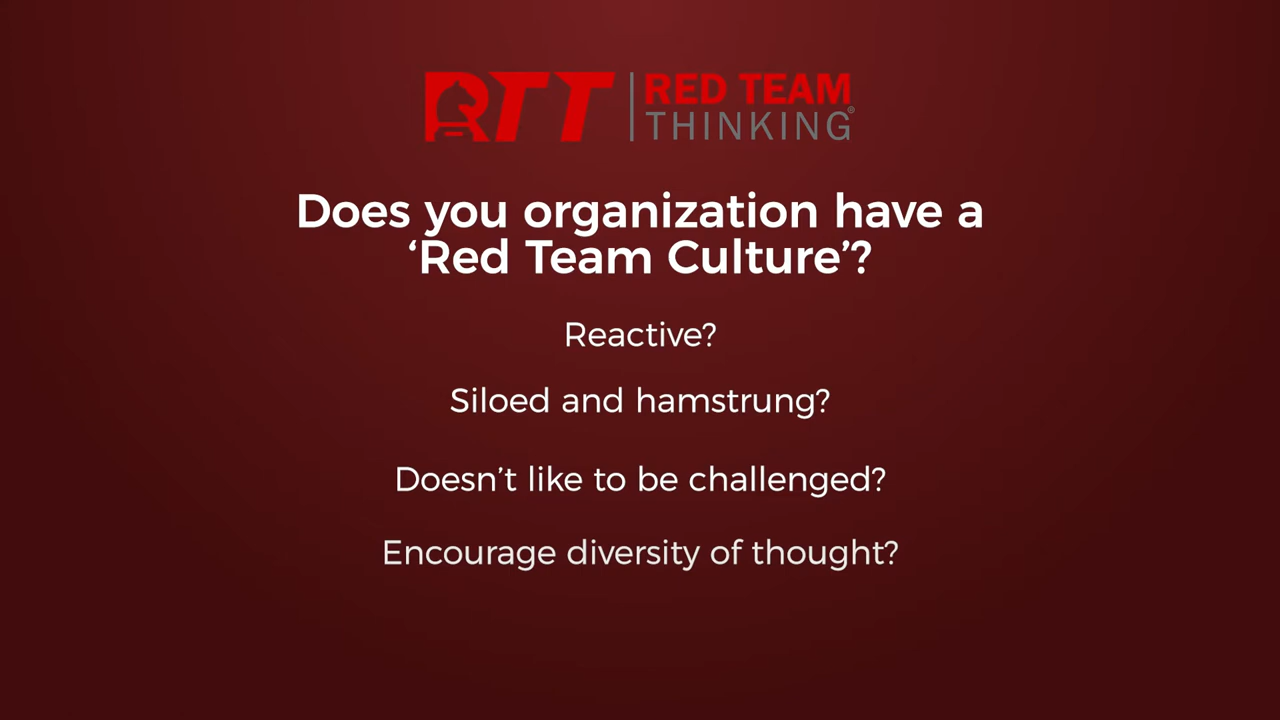 RTT
RED TEAM
THINKING®
Does you organization have a
‘Red Team Culture’?
Reactive?
Siloed and hamstrung?
Doesn’t like to be challenged?
Encourage diversity of thought?